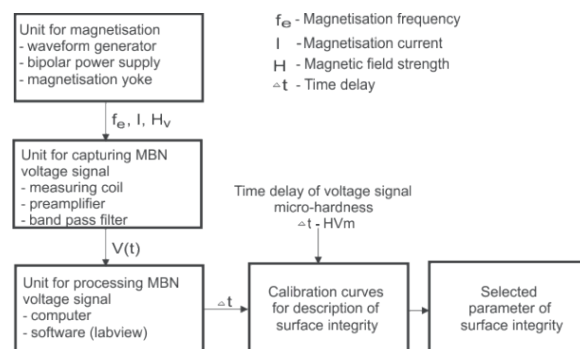 Unit for magnetisation
- waveform generator
- bipolar power supply
- magnetisation yoke
fe - Magnetisation frequency
I - Magnetisation current
H - Magnetic field strength
△t - Time delay
fe, I, Hv
Unit for capturing MBN
voltage signal
- measuring coil
- preamplifier
- band pass filter
Time delay of voltage signal
micro-hardness
△t - HVm
V(t)
Unit for processing MBN
voltage signal
- computer
- software (labview)
△t
Calibration curves
for description of
surface integrity
Selected
parameter of
surface integrity